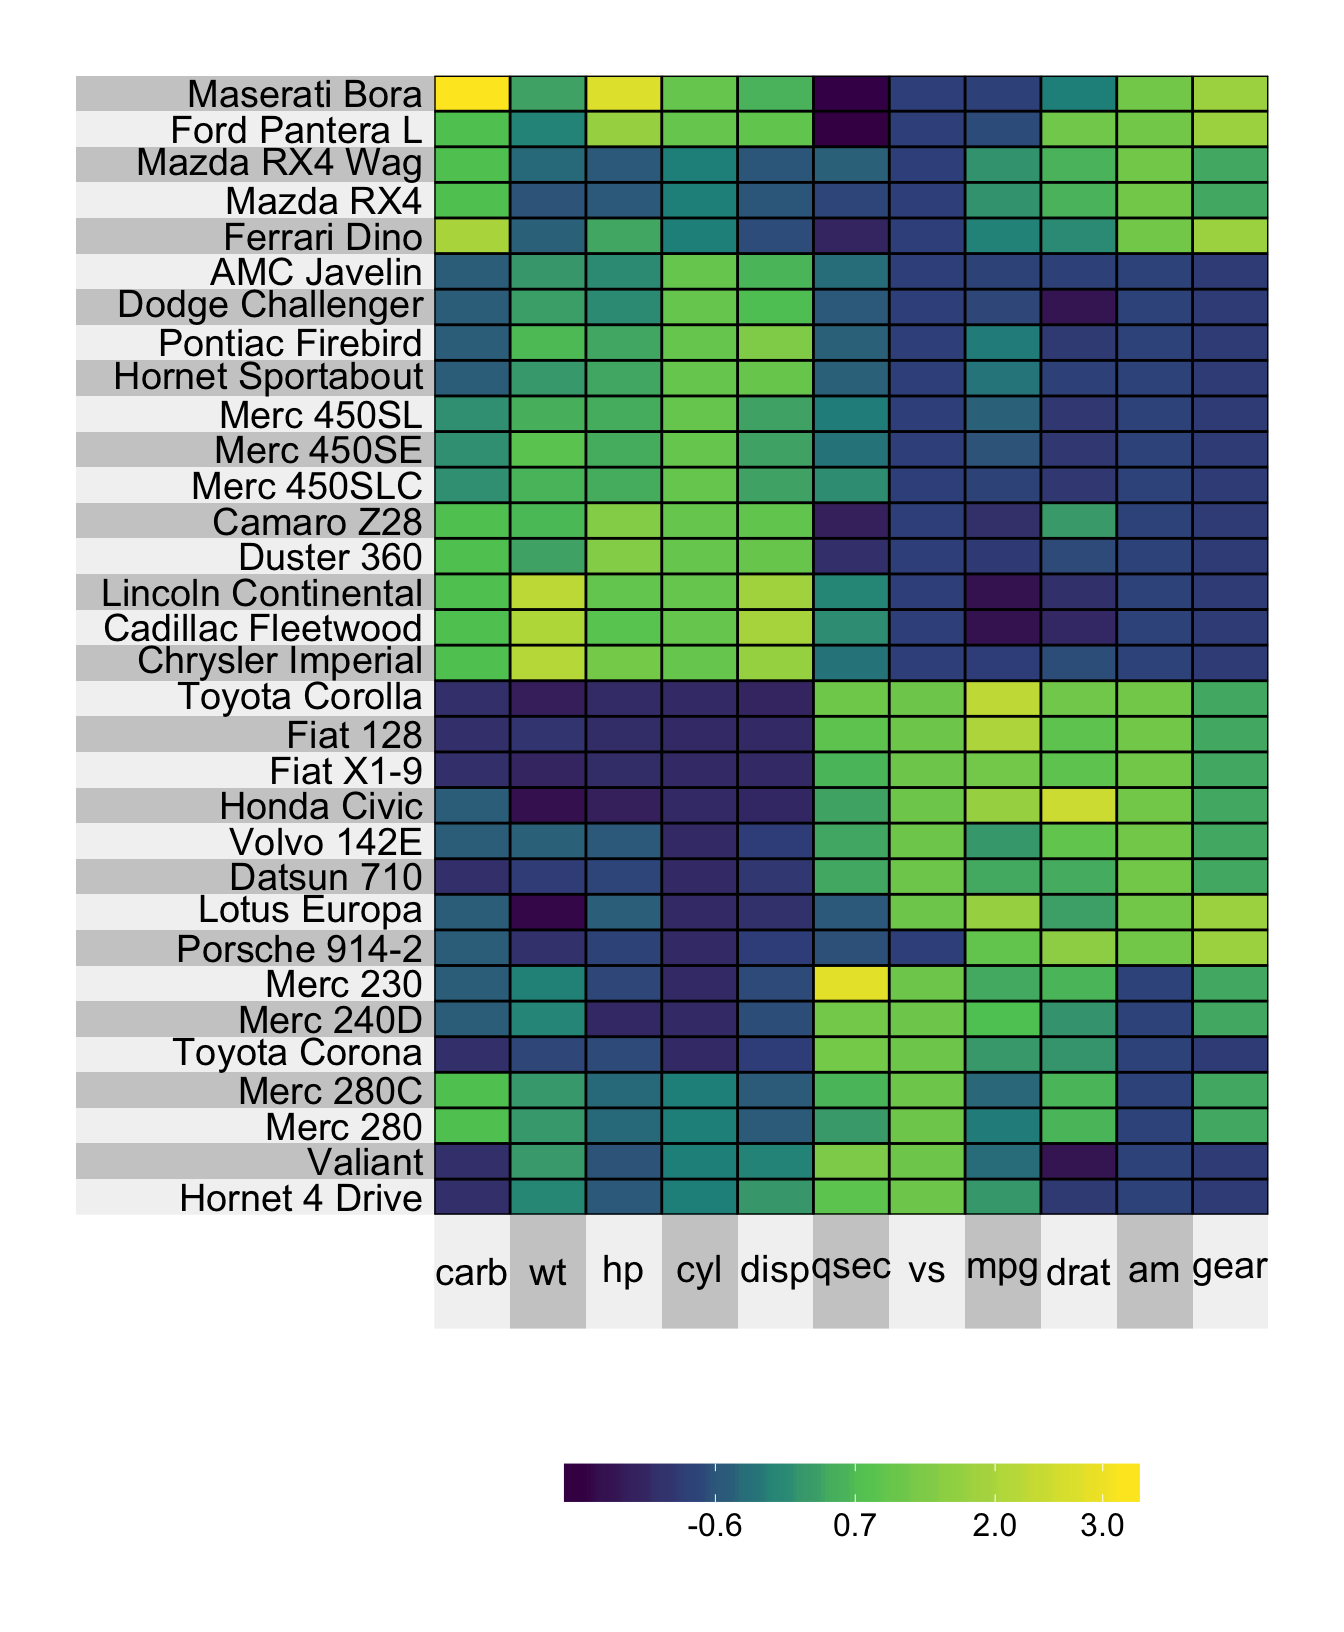 Maserati Bora
Ford Pantera L
Mazda RX4 Wag
Mazda RX4
Ferrari Dino
AMC Javelin
Dodge Challenger
Pontiac Firebird
Hornet Sportabout
Merc 450SL
Merc 450SE
Merc 450SLC
Camaro Z28
Duster 360
Lincoln Continental
Cadillac Fleetwood
Chrysler Imperial
Toyota Corolla
Fiat 128
Fiat X1-9
Honda Civic
Volvo 142E
Datsun 710
Lotus Europa
Porsche 914-2
Merc 230
Merc 240D
Toyota Corona
Merc 280C
Merc 280
Valiant
Hornet 4 Drive
carb wt hp cyl disp qsec vs mpg drat am gear
-0.6 0.7 2.0 3.0